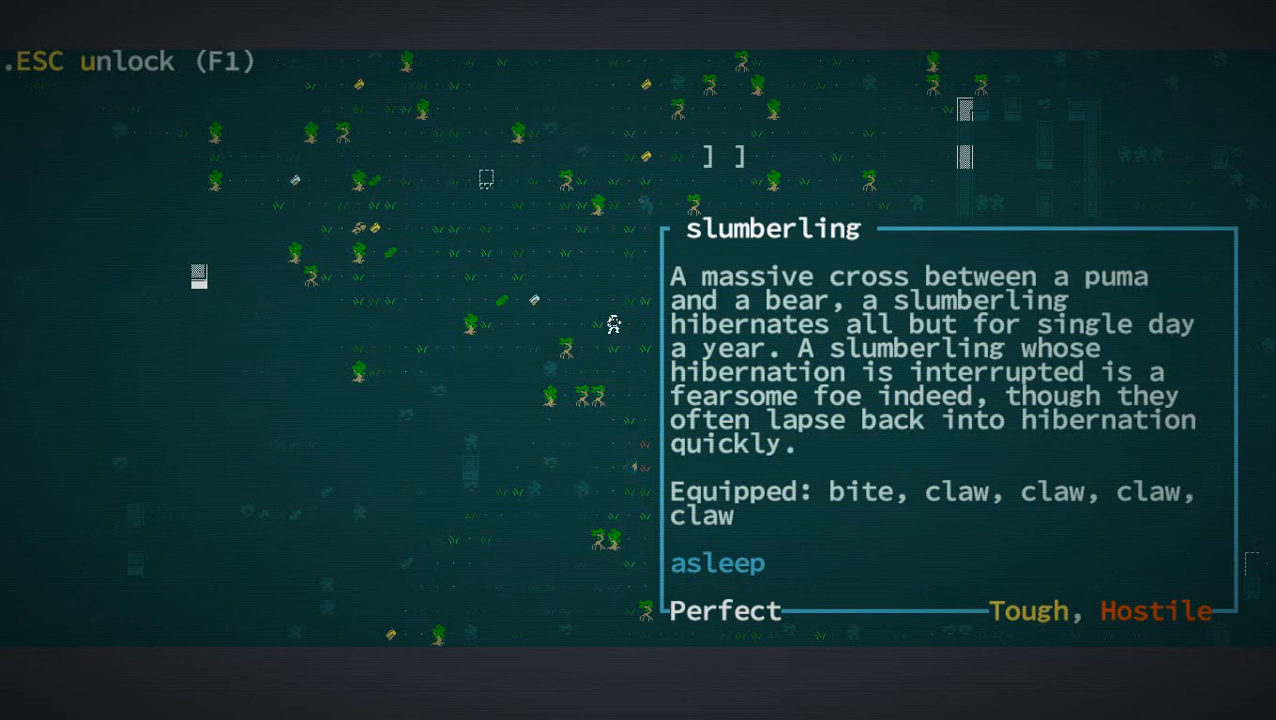 .ESC unlock (F1)
] [
slumberling
A massive cross between a puma
and a bear, a slumberling
hibernates all but for single day
a year. A slumberling whose
hibernation is interrupted is a
fearsome foe indeed, though they
often lapse back into hibernation
quickly.
Equipped: bite, claw, claw, claw,
claw
asleep
Perfect Tough, Hostile